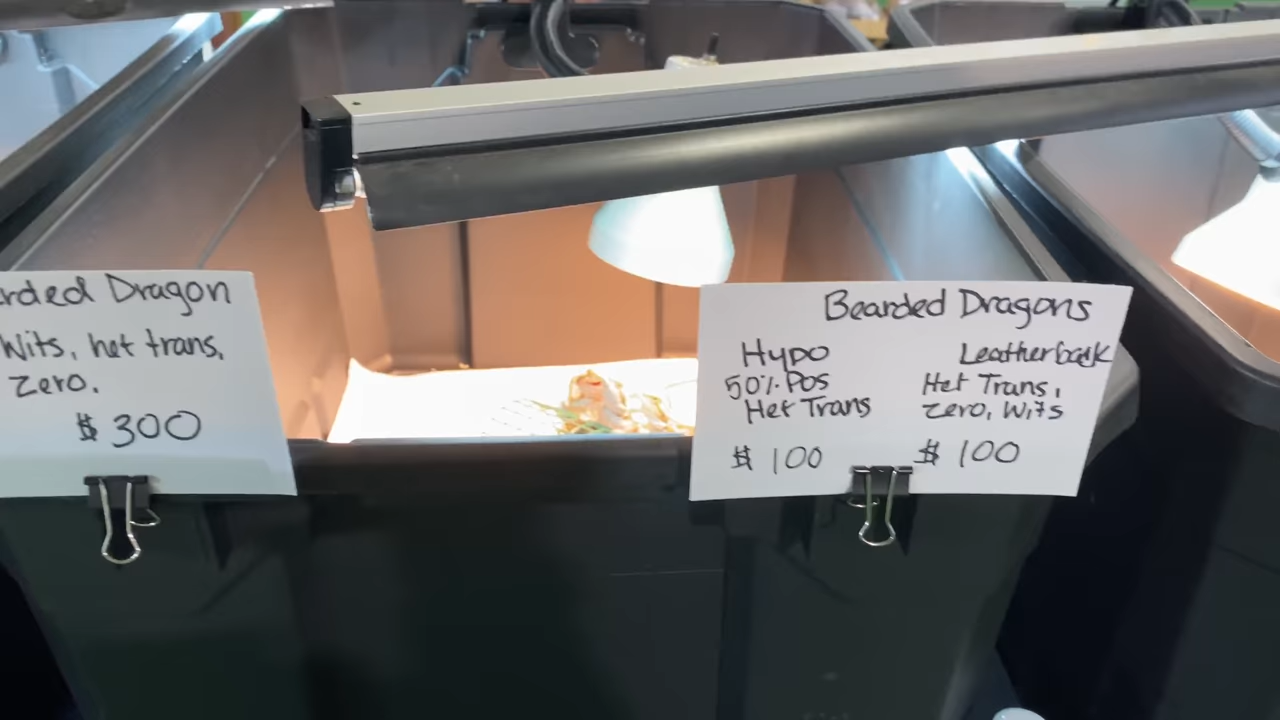 rded Dragon
Wits, het trans,
Zero.
$ 300
Bearded Dragons
Hypo
50% Pos
Het Trans
$ 100
Leatherback
Het Trans,
Zero, Wits
$ 100